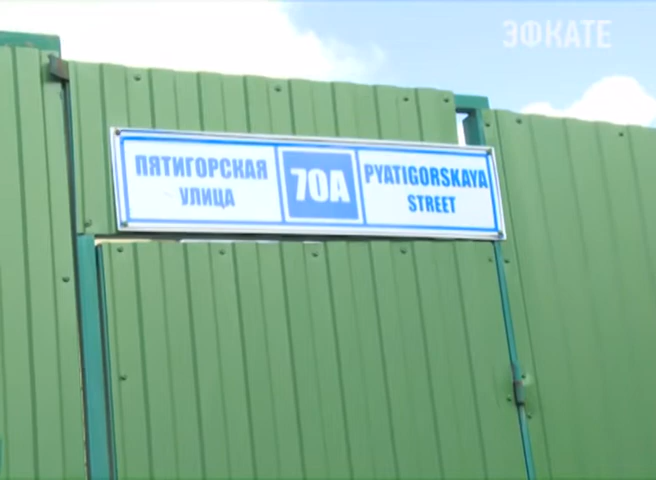 ЭФКАТЕ
ПЯТИГОРСКАЯ
УЛИЦА
70А
PYATIGORSKAYA
STREET